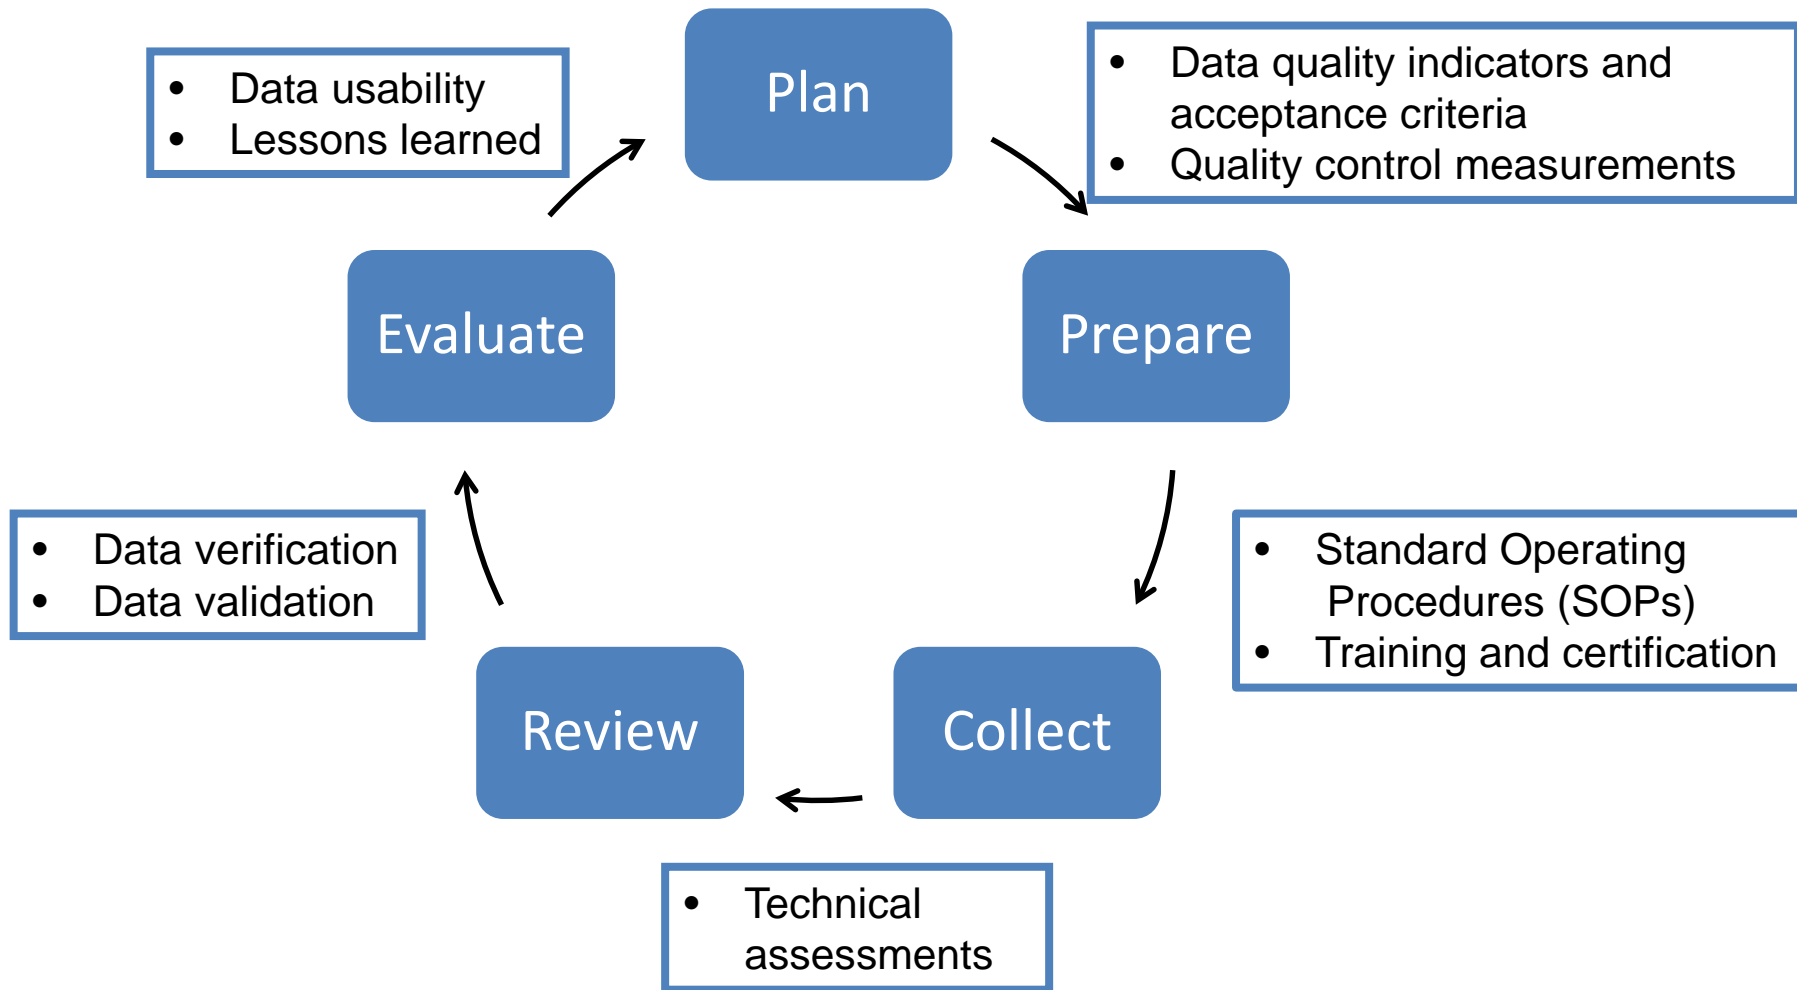 Plan
• Data quality indicators and
acceptance criteria
• Quality control measurements
Prepare
• Standard Operating
Procedures (SOPs)
• Training and certification
Collect
• Technical
assessments
Review
• Data verification
• Data validation
Evaluate
• Data usability
• Lessons learned